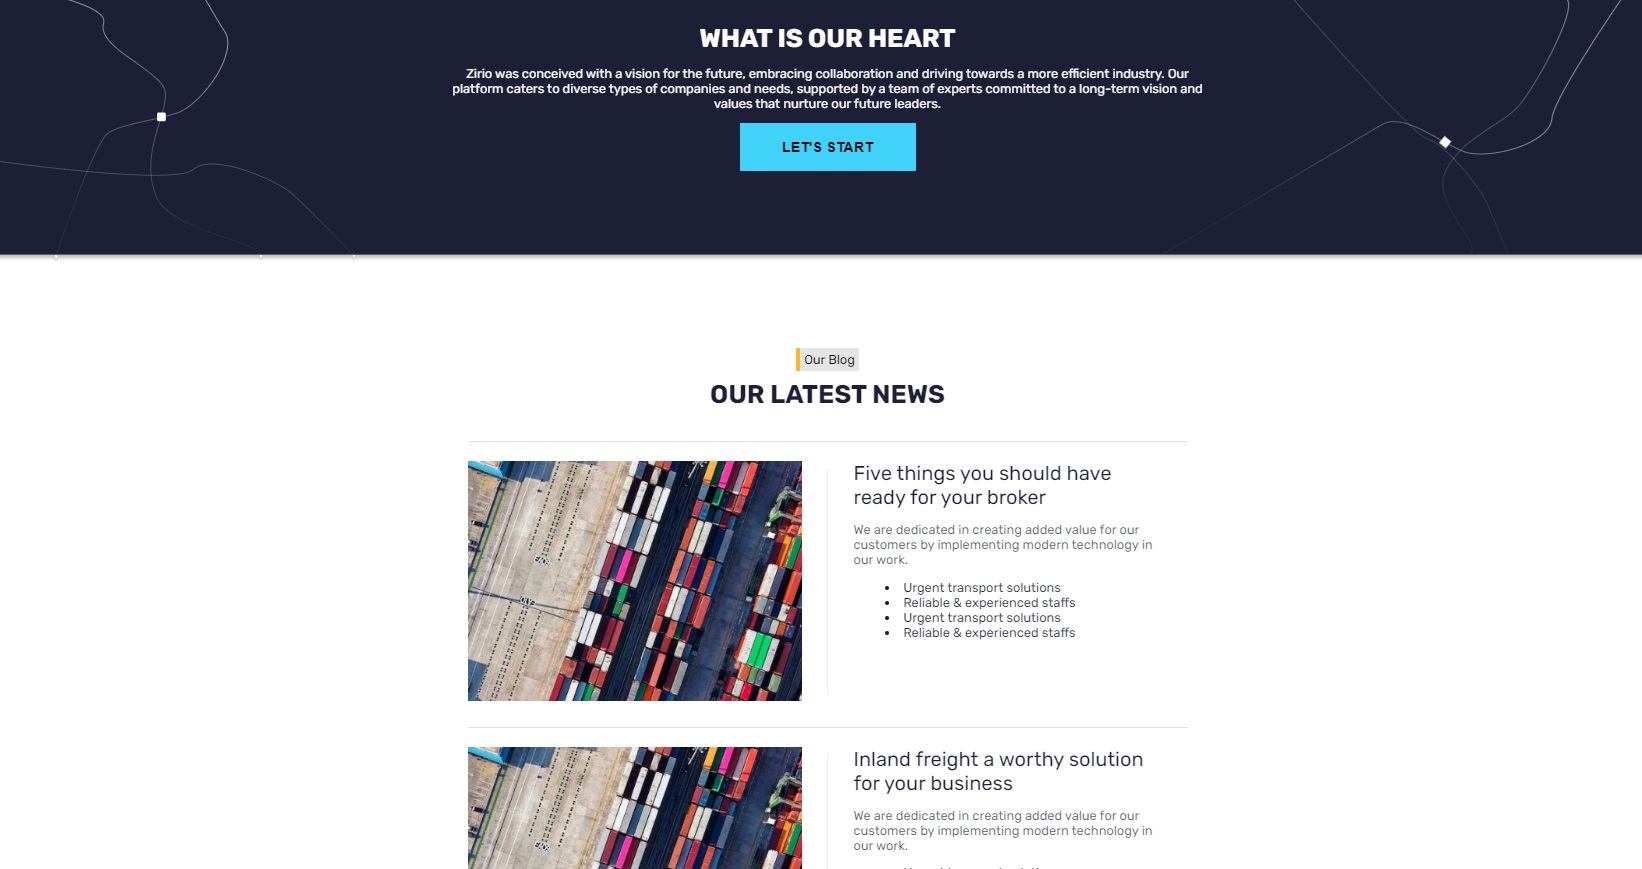 WHAT IS OUR HEART
Zirio was conceived with a vision for the future, embracing collaboration and driving towards a more efficient industry. Our
platform caters to diverse types of companies and needs, supported by a team of experts committed to a long-term vision and
values that nurture our future leaders.
LET'S START
Our Blog
OUR LATEST NEWS
Five things you should have
ready for your broker
We are dedicated in creating added value for our
customers by implementing modern technology in
our work.
Urgent transport solutions
Reliable & experienced staffs
Urgent transport solutions
Reliable & experienced staffs
Inland freight a worthy solution
for your business
We are dedicated in creating added value for our
customers by implementing modern technology in
our work.